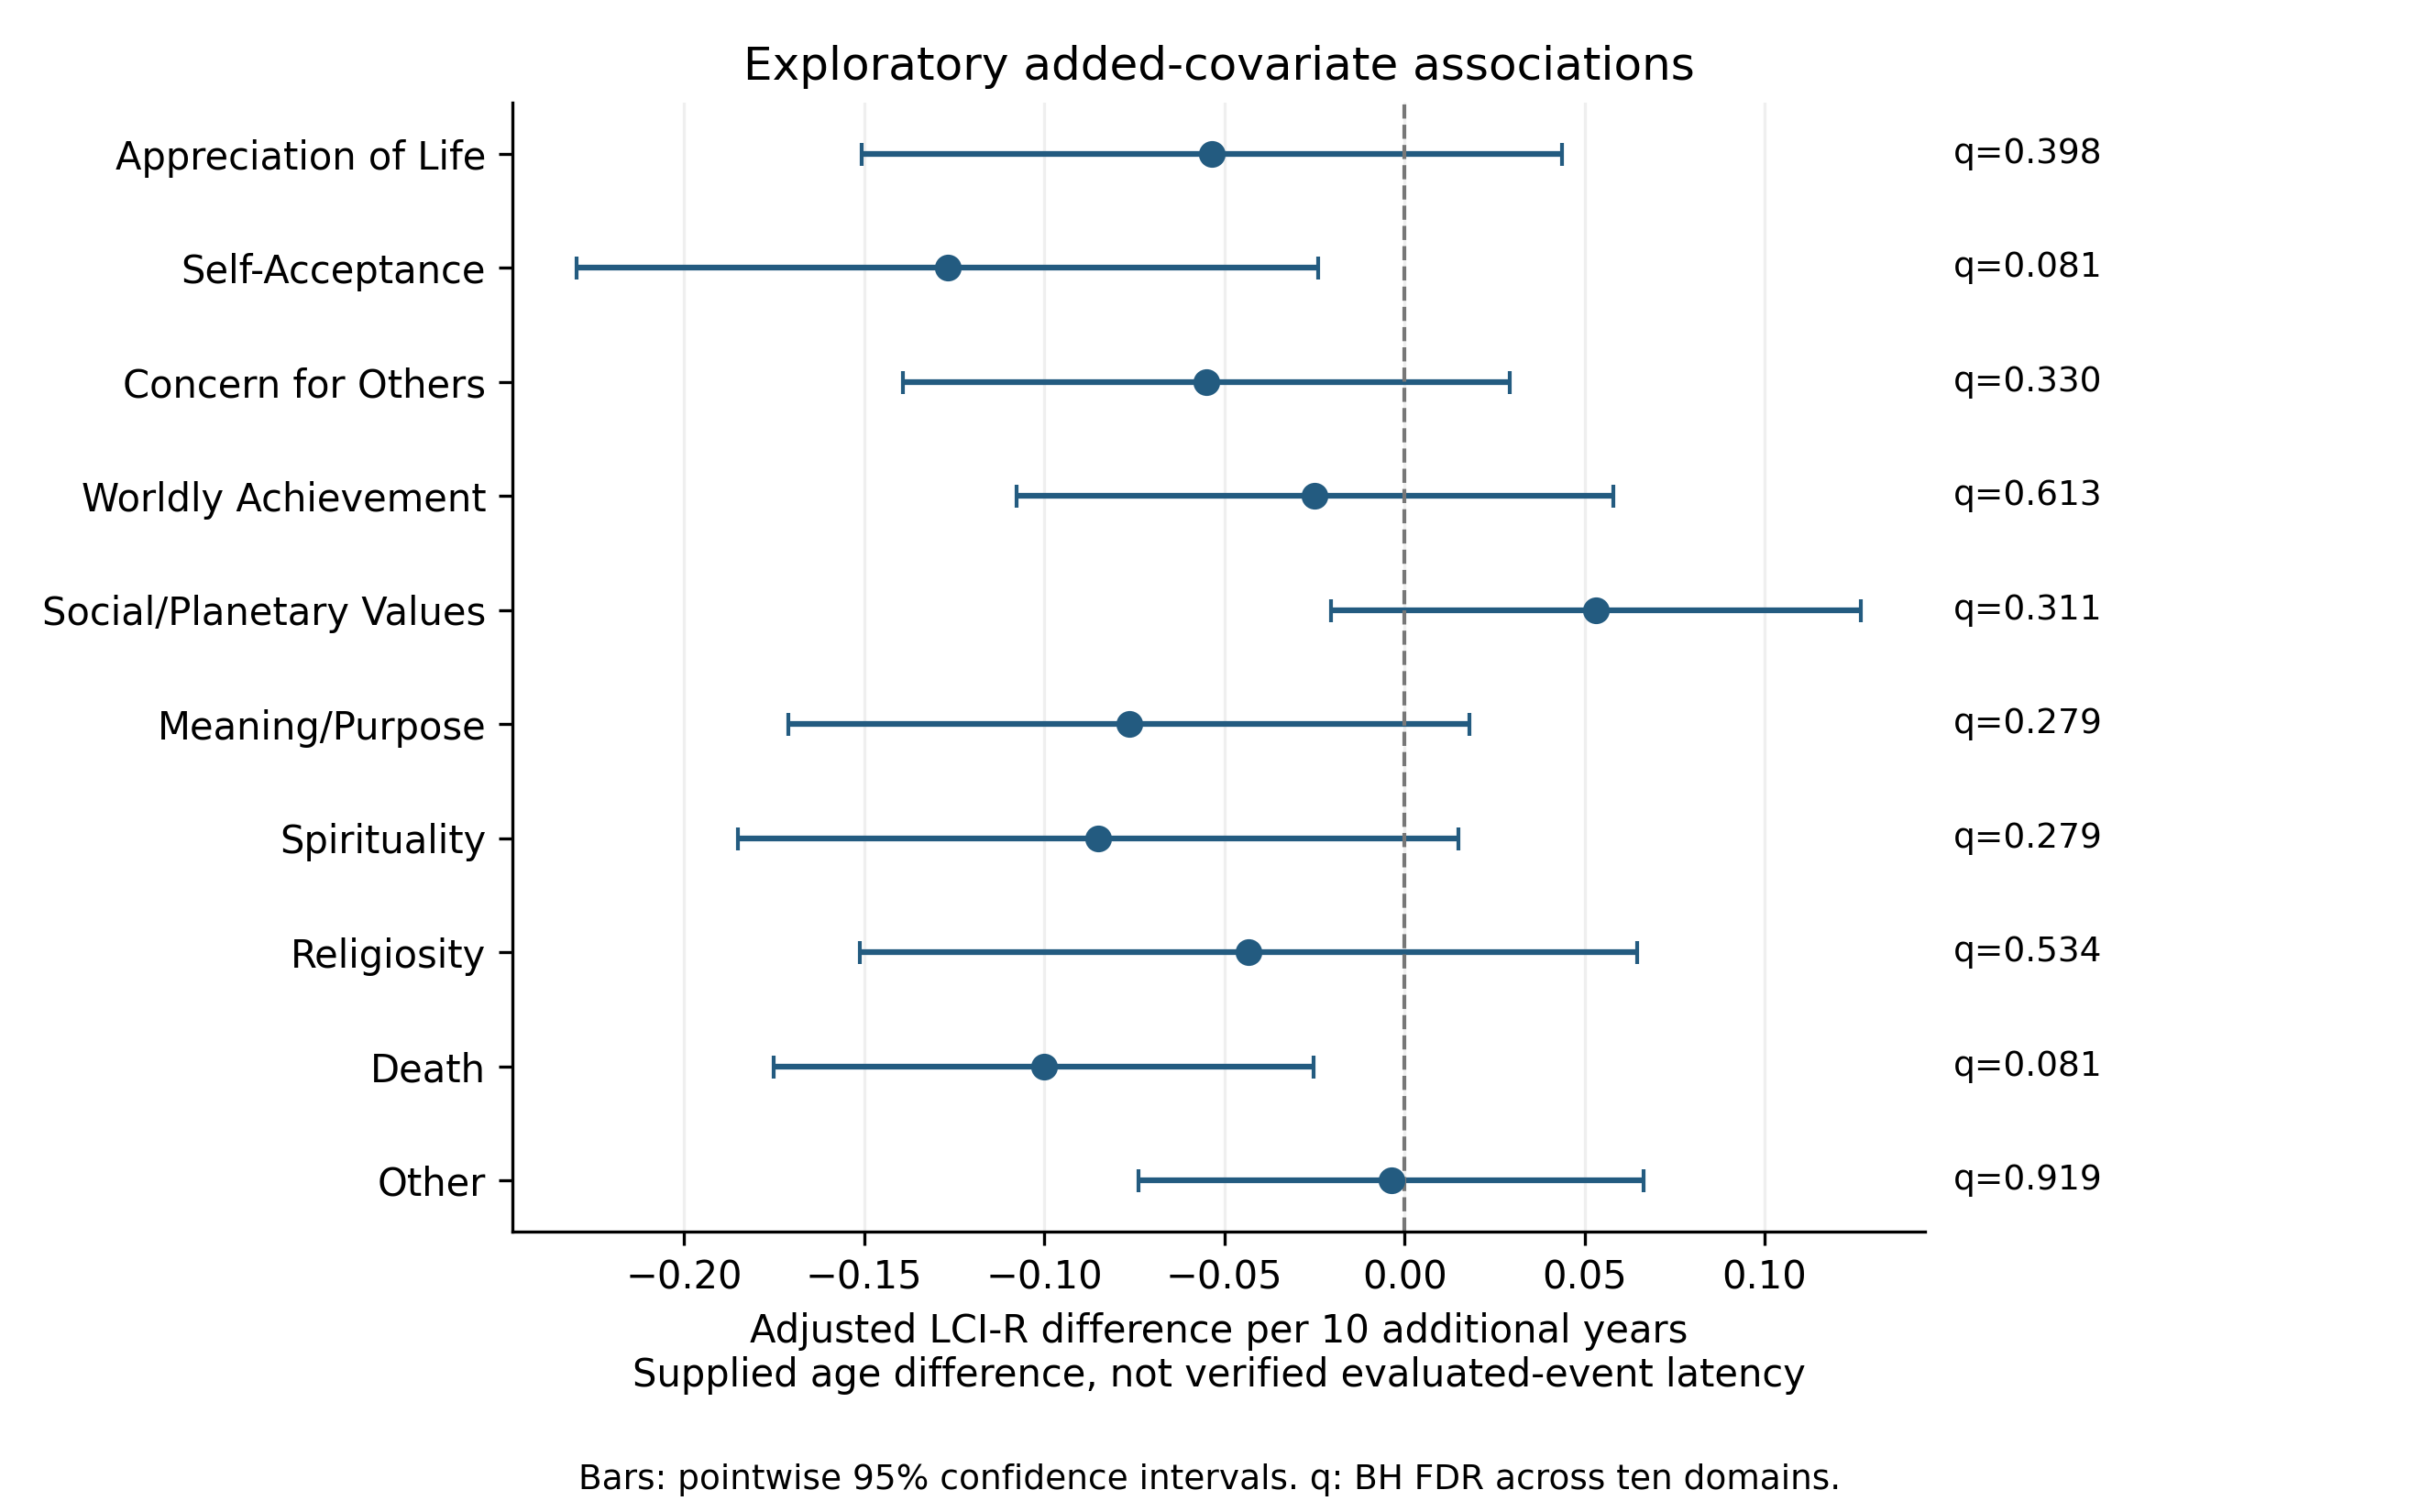 Exploratory added-covariate associations
Appreciation of Life q=0.398
Self-Acceptance q=0.081
Concern for Others q=0.330
Worldly Achievement q=0.613
Social/Planetary Values q=0.311
Meaning/Purpose q=0.279
Spirituality q=0.279
Religiosity q=0.534
Death q=0.081
Other q=0.919
−0.20 −0.15 −0.10 −0.05 0.00 0.05 0.10
Adjusted LCI-R difference per 10 additional years
Supplied age difference, not verified evaluated-event latency
Bars: pointwise 95% confidence intervals. q: BH FDR across ten domains.